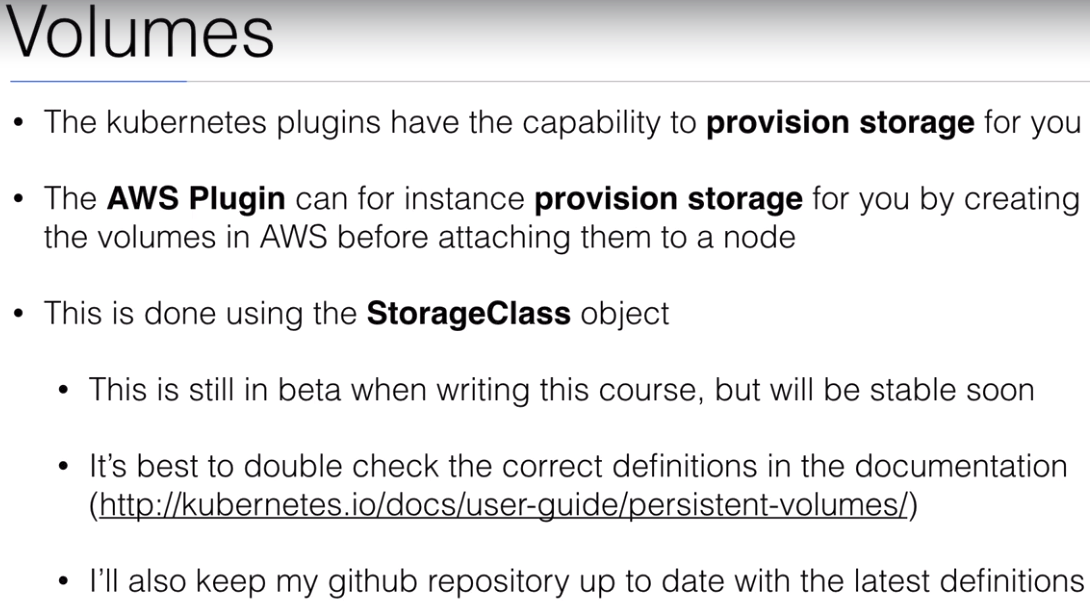 Volumes
• The kubernetes plugins have the capability to provision storage for you
• The AWS Plugin can for instance provision storage for you by creating
the volumes in AWS before attaching them to a node
• This is done using the StorageClass object
• This is still in beta when writing this course, but will be stable soon
• It’s best to double check the correct definitions in the documentation
(http://kubernetes.io/docs/user-guide/persistent-volumes/)
• I’ll also keep my github repository up to date with the latest definitions